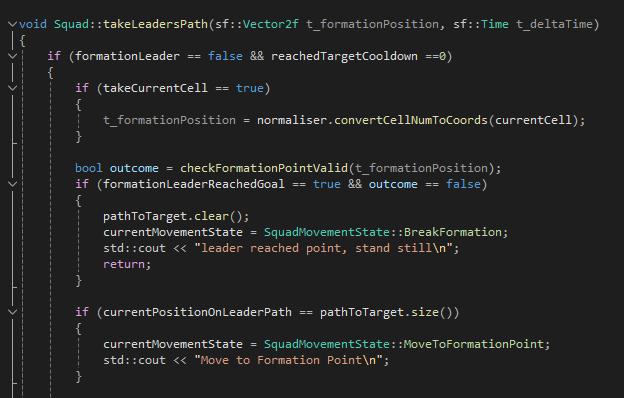 void Squad::takeLeadersPath(sf::Vector2f t_formationPosition, sf::Time t_deltaTime)
{
if (formationLeader == false && reachedTargetCooldown ==0)
{
if (takeCurrentCell == true)
{
t_formationPosition = normaliser.convertCellNumToCoords(currentCell);
}
bool outcome = checkFormationPointValid(t_formationPosition);
if (formationLeaderReachedGoal == true && outcome == false)
{
pathToTarget.clear();
currentMovementState = SquadMovementState::BreakFormation;
std::cout << "leader reached point, stand still\n";
return;
}
if (currentPositionOnLeaderPath == pathToTarget.size())
{
currentMovementState = SquadMovementState::MoveToFormationPoint;
std::cout << "Move to Formation Point\n";
}